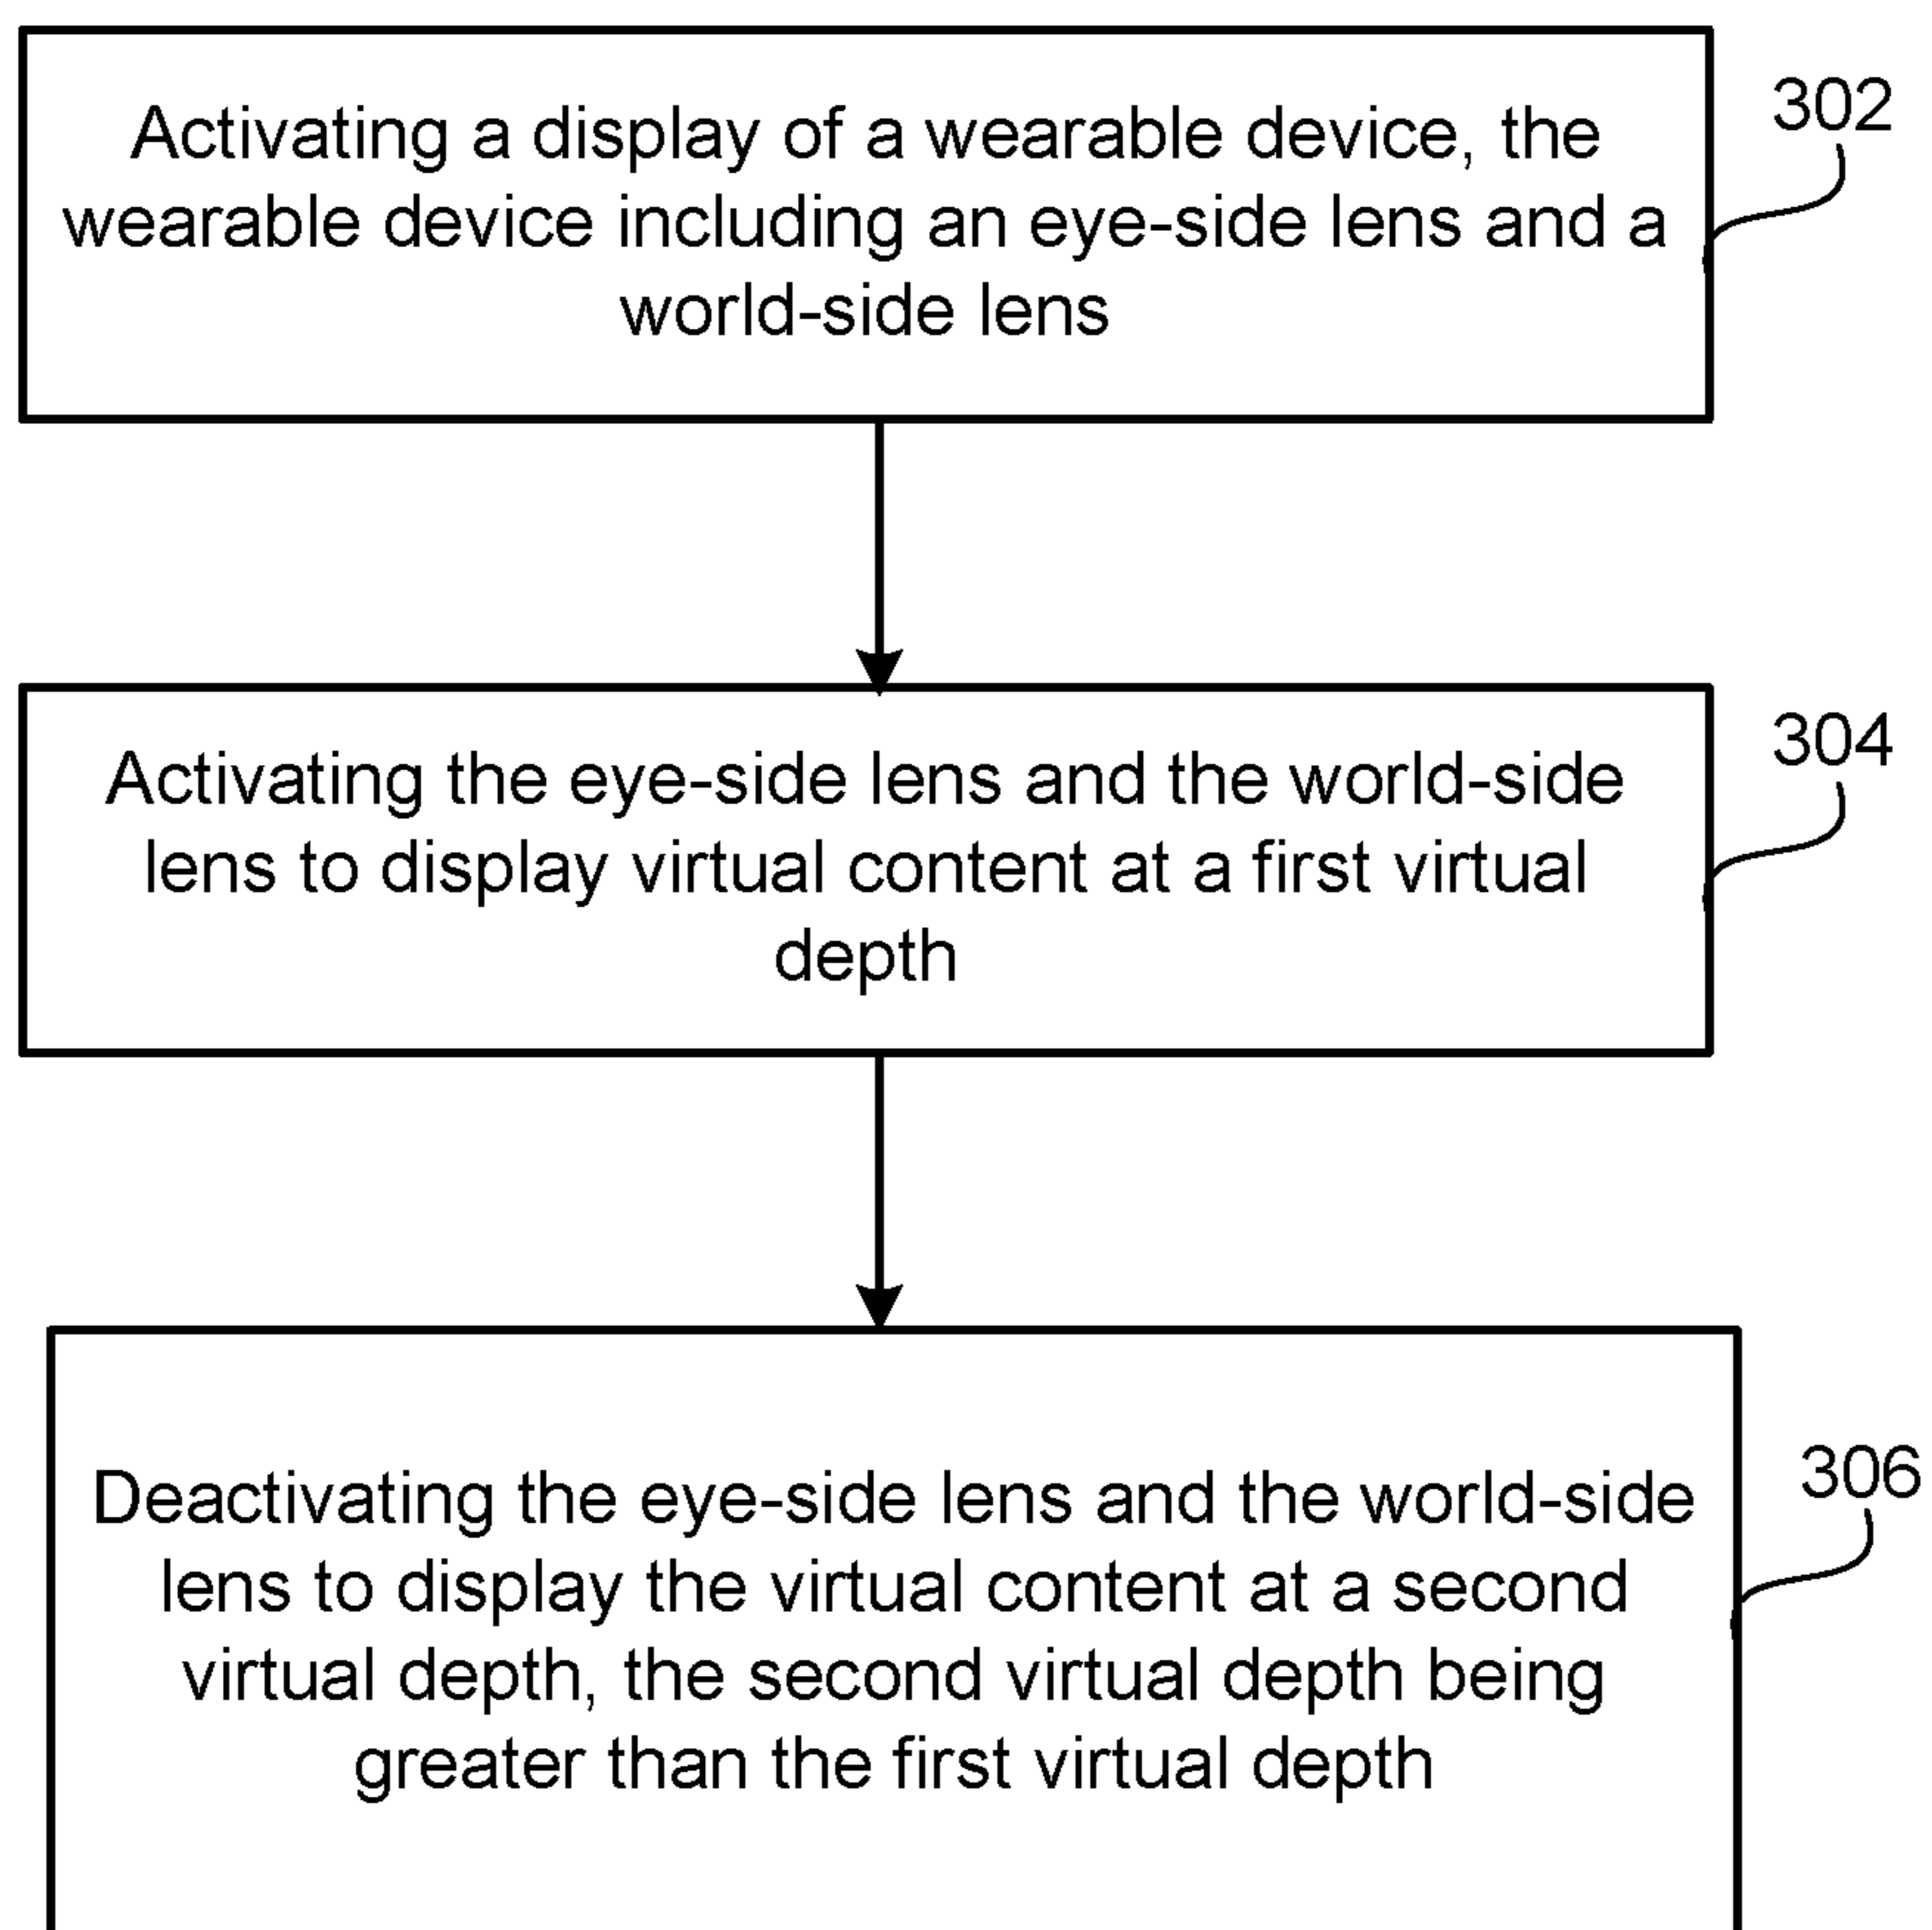 Activating a display of a wearable device, the
wearable device including an eye-side lens and a
world-side lens
302
Activating the eye-side lens and the world-side
lens to display virtual content at a first virtual
depth
304
Deactivating the eye-side lens and the world-side
lens to display the virtual content at a second
virtual depth, the second virtual depth being
greater than the first virtual depth
306